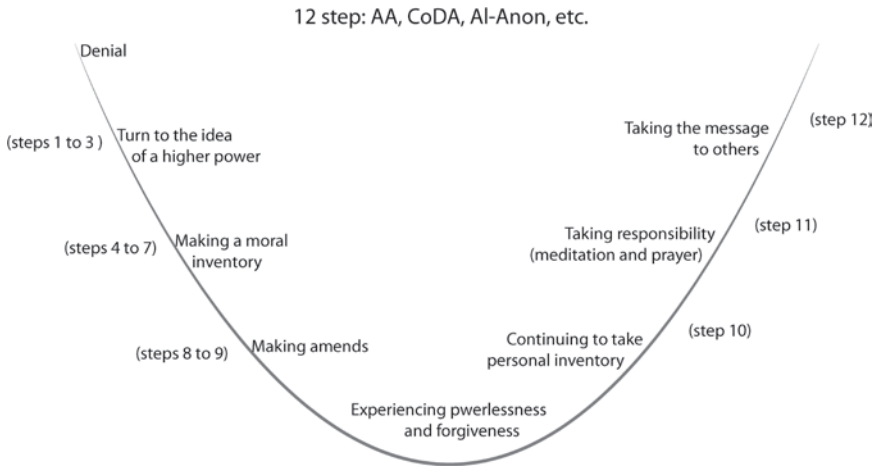 12 step: AA, CoDA, Al-Anon, etc.
Denial
(steps 1 to 3 )
Turn to the idea
of a higher power
(steps 4 to 7)
Making a moral
inventory
(steps 8 to 9)
Making amends
Experiencing pwerlessness
and forgiveness
Continuing to take
personal inventory
(step 10)
Taking responsibility
(meditation and prayer)
(step 11)
Taking the message
to others
(step 12)